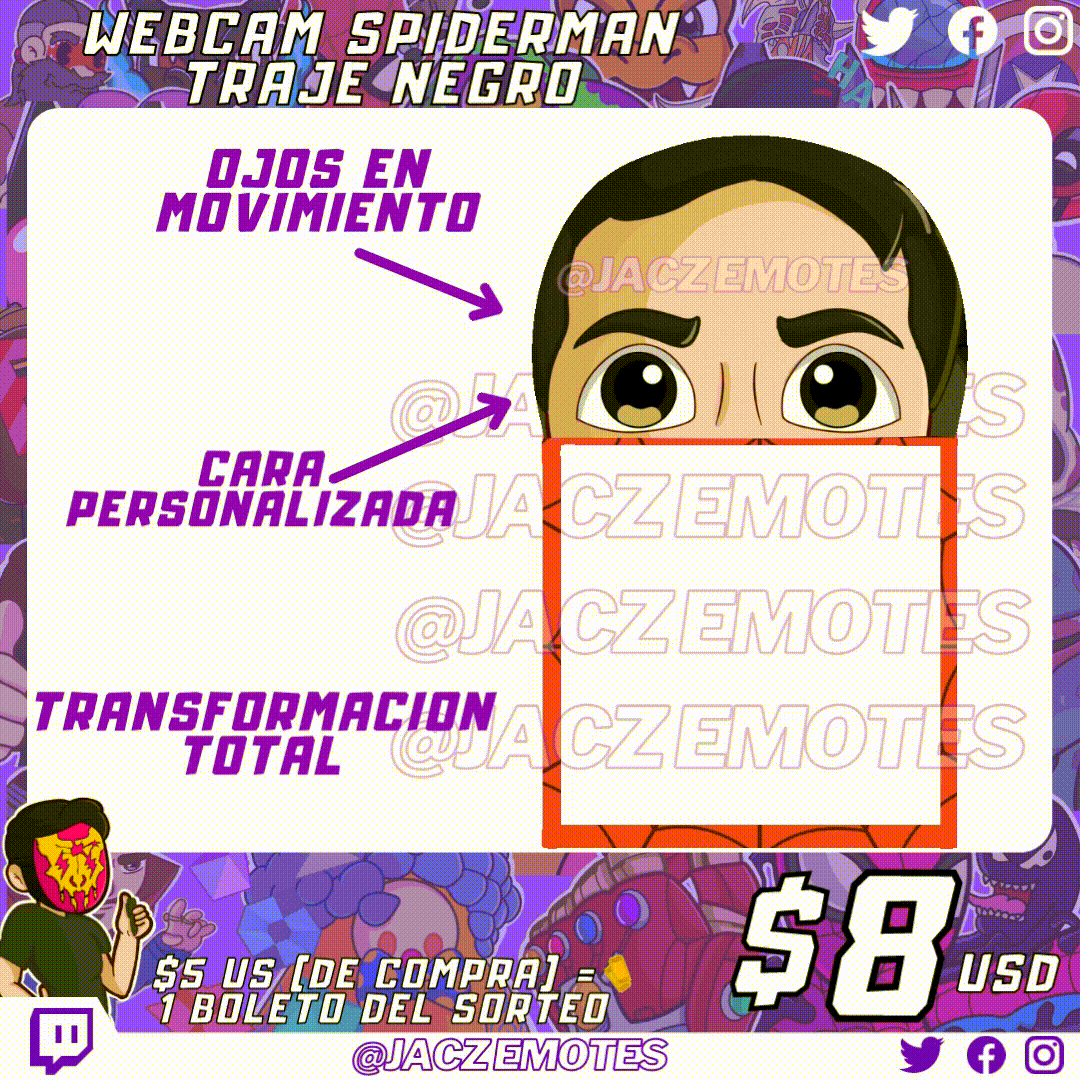 WEBCAM SPIDERMAN
TRAJE NEGRO
OJOS EN
MOVIMIENTO
@JACZEMOTES
@JACZEMOTES
CARA
PERSONALIZADA
@JACZEMOTES
@JACZEMOTES
TRANSFORMACION
TOTAL
@JACZEMOTES
$5 US (DE COMPRA) =
1 BOLETO DEL SORTEO
$8 USD
@JACZEMOTES